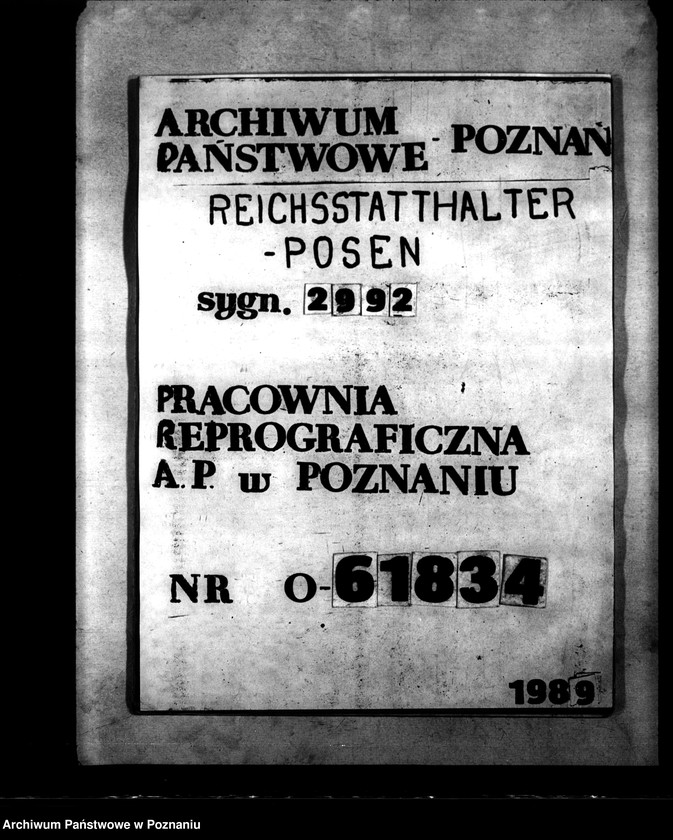 ARCHIWUM
PAŃSTWOWE - POZNAŃ
REICHSSTATTHALTER
-POSEN
sygn. 2992
PRACOWNIA
REPROGRAFICZNA
A.P. w POZNANIU
NR O-61834
1989
Archiwum Państwowe w Poznaniu